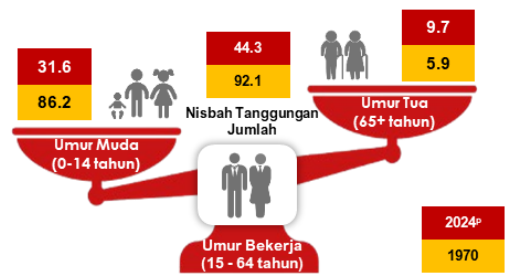 31.6
86.2
Umur Muda
(0-14 tahun)
44.3
92.1
Nisbah Tanggungan
Jumlah
9.7
5.9
Umur Tua
(65+ tahun)
Umur Bekerja
(15 - 64 tahun)
2024ᵖ
1970